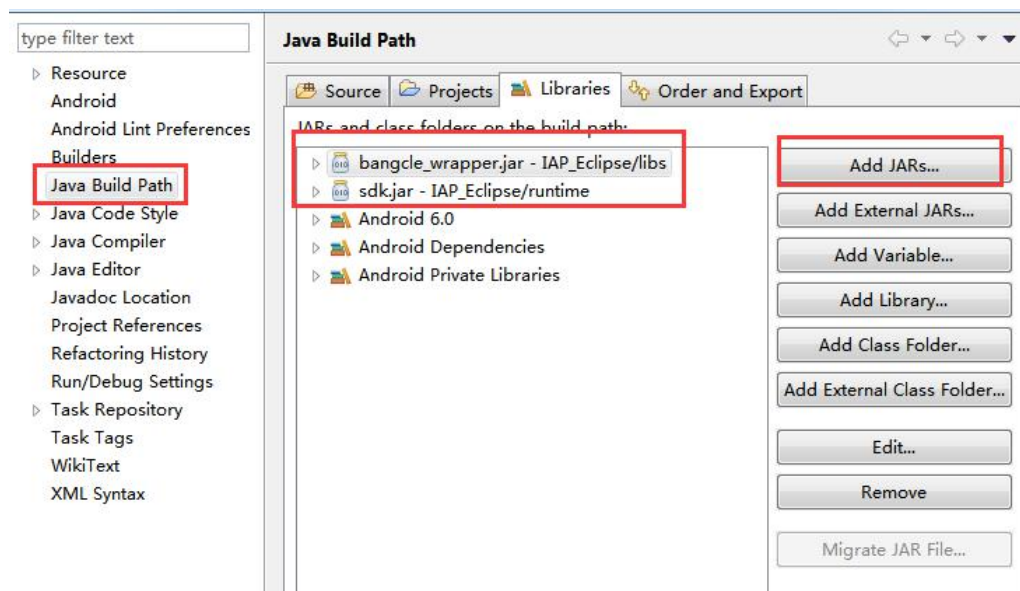 type filter text
Resource
Android
Android Lint Preferences
Builders
Java Build Path
Java Code Style
Java Compiler
Java Editor
Javadoc Location
Project References
Refactoring History
Run/Debug Settings
Task Repository
Task Tags
WikiText
XML Syntax
Java Build Path
Source
Projects
Libraries
Order and Export
JARs and class folders on the build path:
bangcle_wrapper.jar - IAP_Eclipse/libs
sdk.jar - IAP_Eclipse/runtime
Android 6.0
Android Dependencies
Android Private Libraries
Add JARs...
Add External JARs...
Add Variable...
Add Library...
Add Class Folder...
Add External Class Folder...
Edit...
Remove
Migrate JAR File...